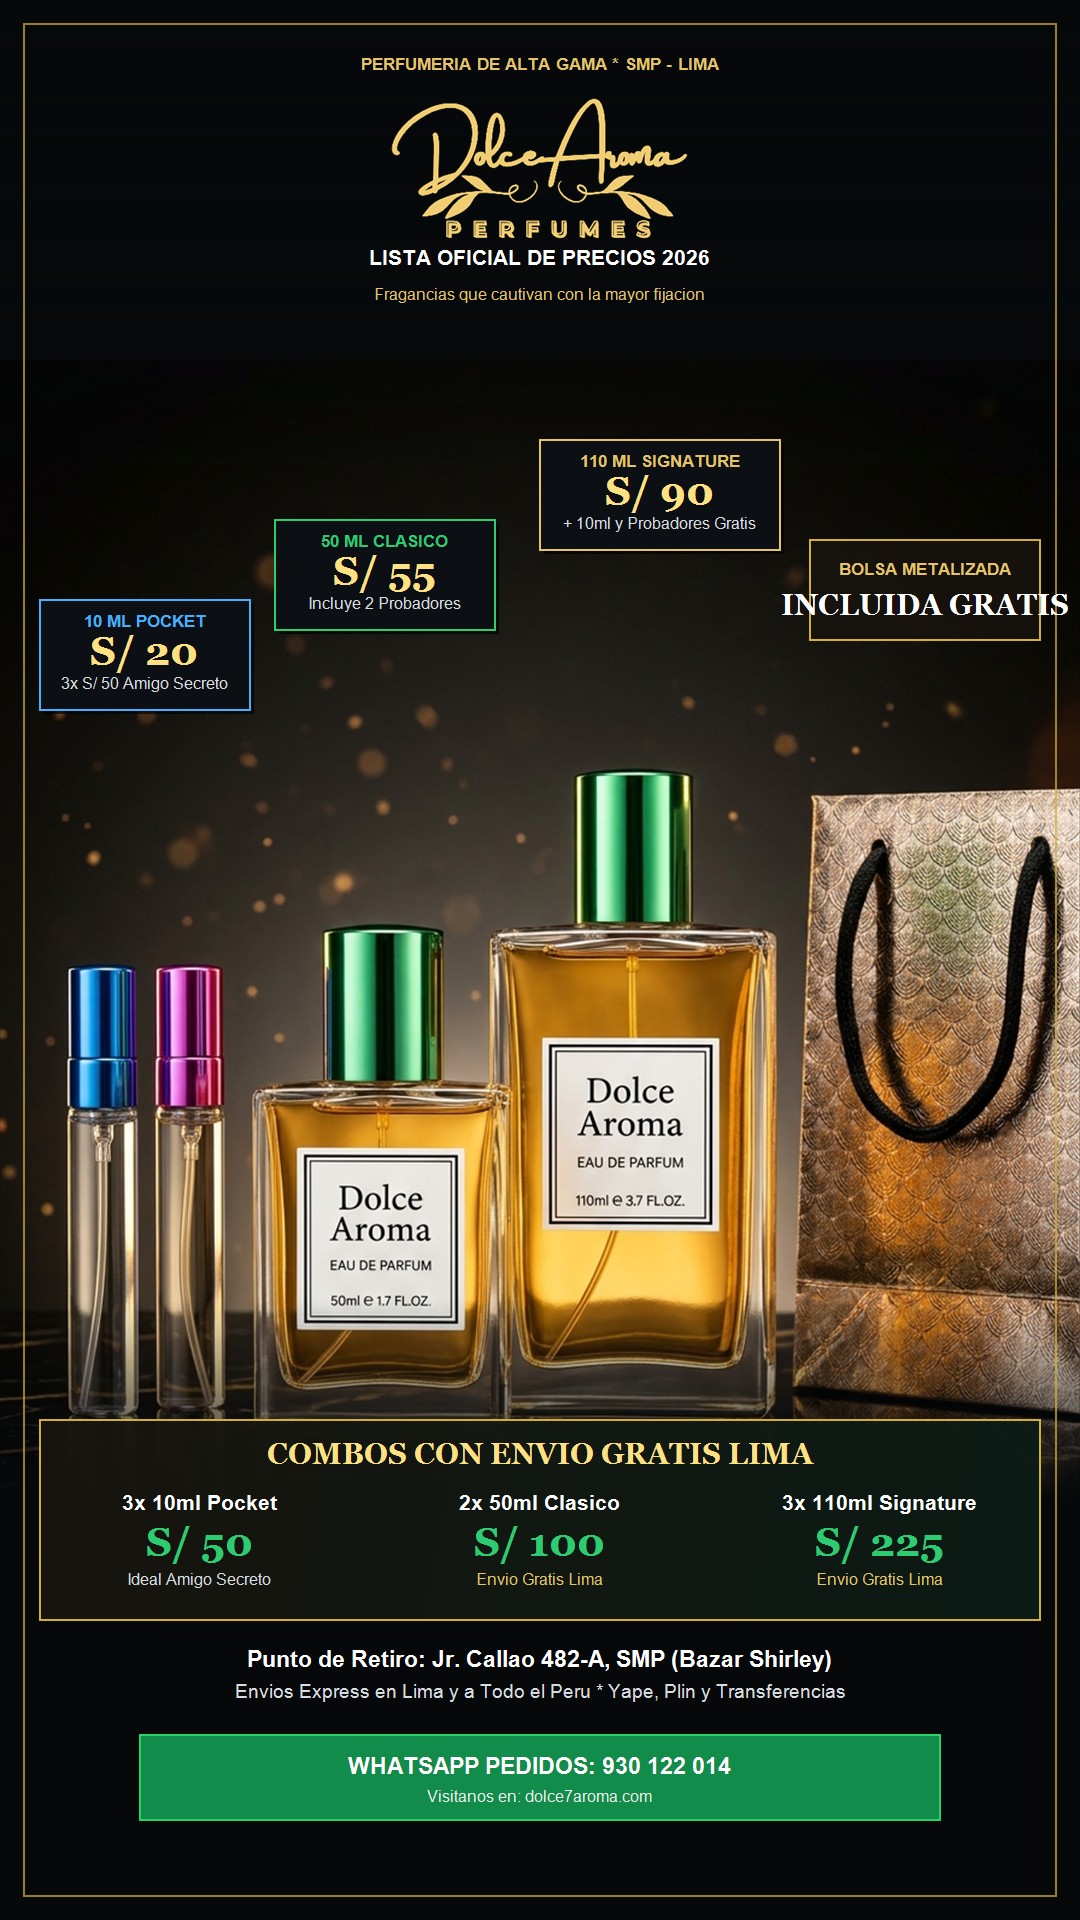 PERFUMERIA DE ALTA GAMA * SMP - LIMA
Dolce Aroma
PERFUMES
LISTA OFICIAL DE PRECIOS 2026
Fragancias que cautivan con la mayor fijacion
110 ML SIGNATURE
S/ 90
+ 10ml y Probadores Gratis
50 ML CLASICO
S/ 55
Incluye 2 Probadores
BOLSA METALIZADA
INCLUIDA GRATIS
10 ML POCKET
S/ 20
3x S/ 50 Amigo Secreto
Dolce
Aroma
EAU DE PARFUM
110ml e 3.7 FL.OZ.
Dolce
Aroma
EAU DE PARFUM
50ml e 1.7 FL.OZ.
COMBOS CON ENVIO GRATIS LIMA
3x 10ml Pocket
S/ 50
Ideal Amigo Secreto
2x 50ml Clasico
S/ 100
Envio Gratis Lima
3x 110ml Signature
S/ 225
Envio Gratis Lima
Punto de Retiro: Jr. Callao 482-A, SMP (Bazar Shirley)
Envios Express en Lima y a Todo el Peru * Yape, Plin y Transferencias
WHATSAPP PEDIDOS: 930 122 014
Visitanos en: dolce7aroma.com